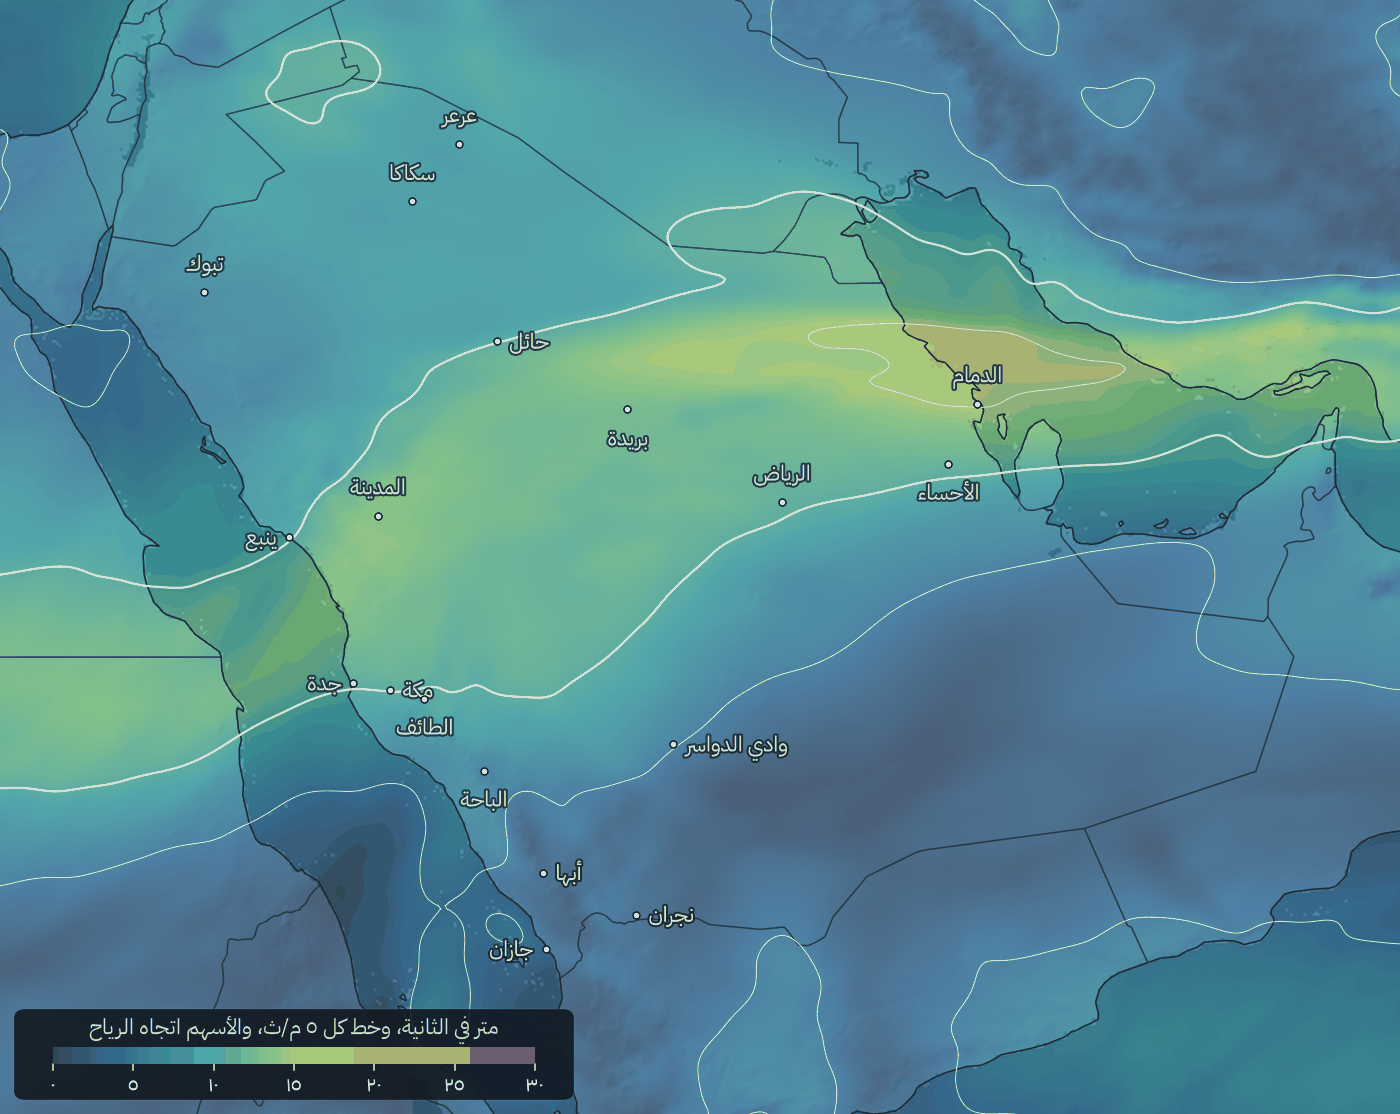 عرعر
سكاكا
تبوك
حائل
الدمام
بريدة
المدينة
الرياض
الأحساء
ينبع
جدة
مكة
الطائف
وادي الدواسر
الباحة
أبها
نجران
جازان
متر في الثانية، وخط كل ٥ م/ث، والأسهم اتجاه الرياح
٠ ٥ ١٠ ١٥ ٢٠ ٢٥ ٣٠